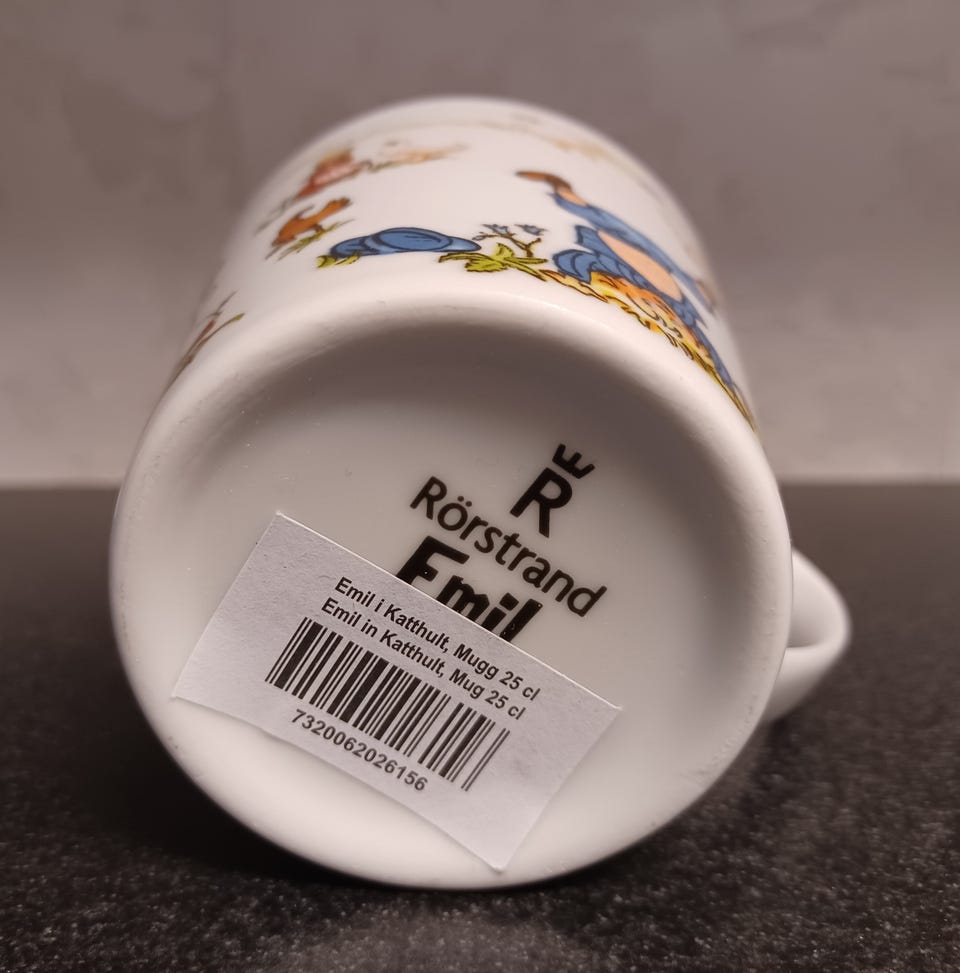 R
Rörstrand
Emil
Emil i Katthult, Mugg 25 cl
Emil in Katthult, Mug 25 cl
7320062026156